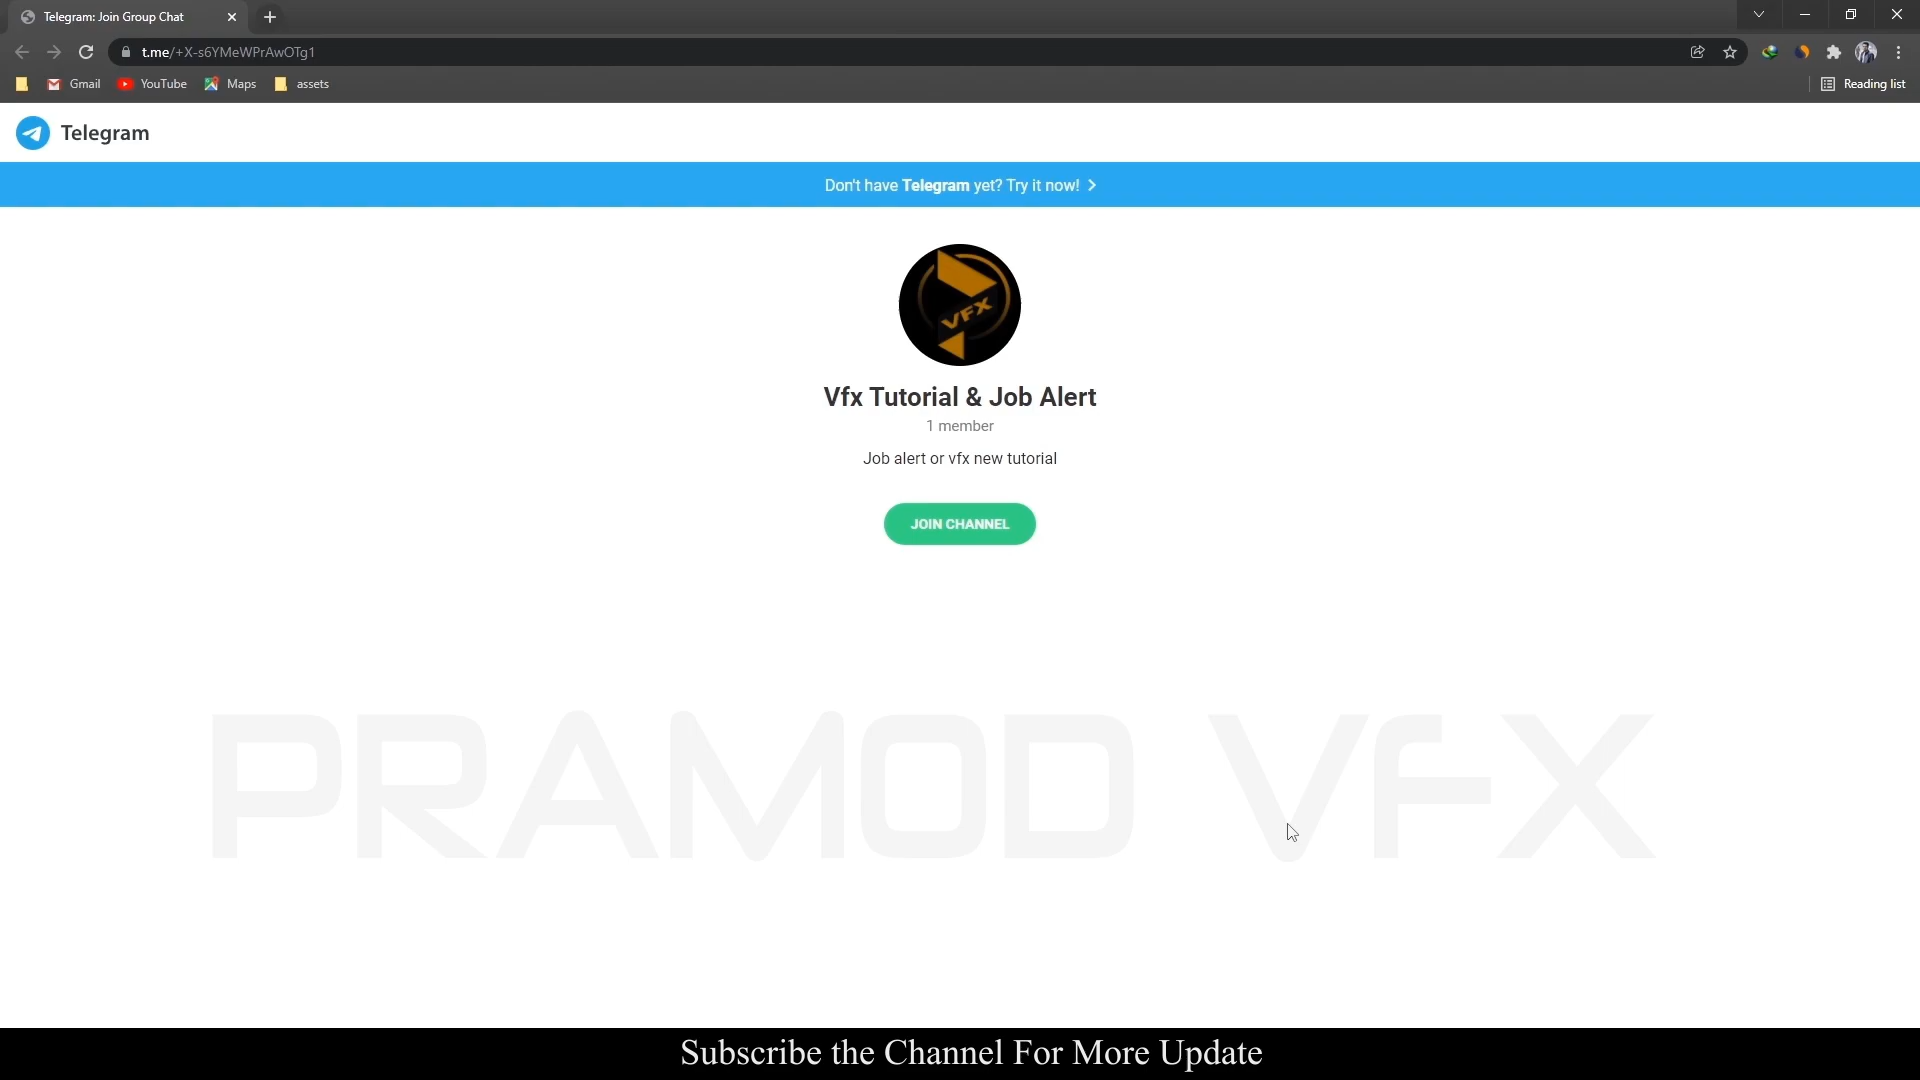 Telegram: Join Group Chat
t.me/+X-s6YMeWPrAwOTg1
Gmail
YouTube
Maps
assets
Reading list
Telegram
Don't have Telegram yet? Try it now!
VFX
Vfx Tutorial & Job Alert
1 member
Job alert or vfx new tutorial
JOIN CHANNEL
PRAMOD VFX
Subscribe the Channel For More Update